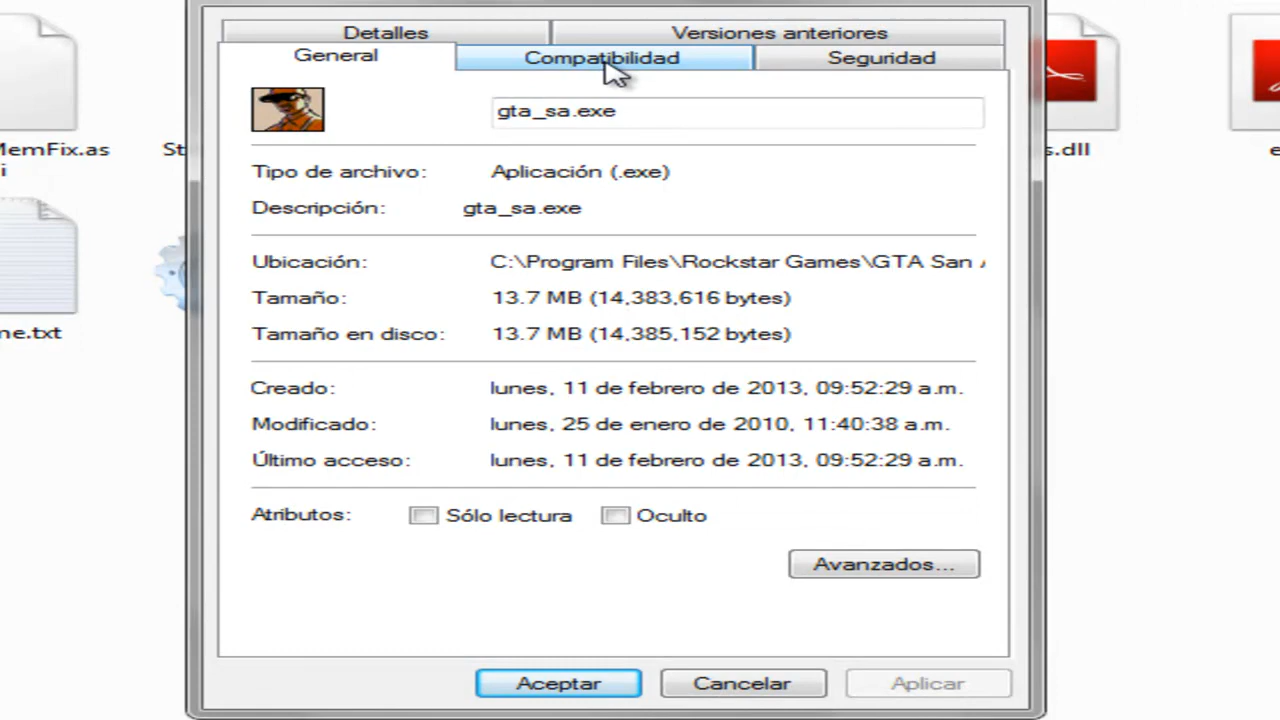 Detalles
Versiones anteriores
General
Compatibilidad
Seguridad
gta_sa.exe
Tipo de archivo: Aplicación (.exe)
Descripción: gta_sa.exe
Ubicación: C:\Program Files\Rockstar Games\GTA San
Tamaño: 13.7 MB (14,383,616 bytes)
Tamaño en disco: 13.7 MB (14,385,152 bytes)
Creado: lunes, 11 de febrero de 2013, 09:52:29 a.m.
Modificado: lunes, 25 de enero de 2010, 11:40:38 a.m.
Último acceso: lunes, 11 de febrero de 2013, 09:52:29 a.m.
Atributos: Sólo lectura Oculto
Avanzados...
Aceptar Cancelar Aplicar
MemFix.as
i
St
s.dll
e
me.txt